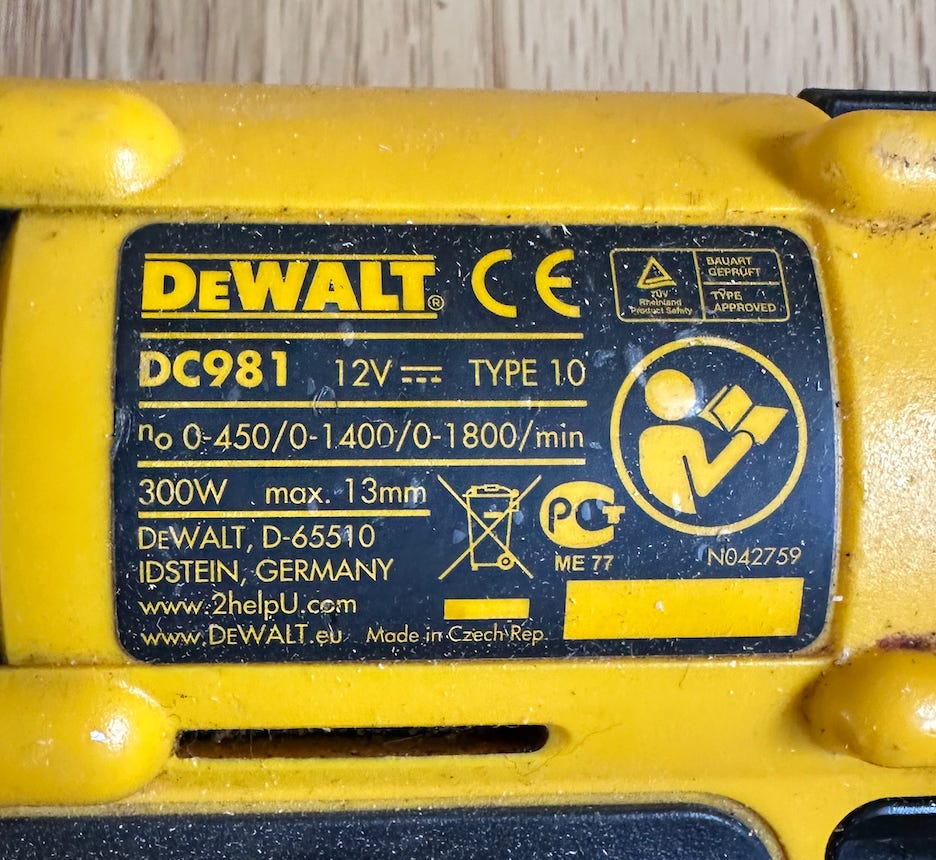 DEWALT®
CE
TÜV
Rheinland
Product Safety
BAUART
GEPRÜFT
TYPE
APPROVED
DC981 12V TYPE 10
no 0-450/0-1400/0-1800/min
300W max. 13mm
DEWALT, D-65510
IDSTEIN, GERMANY
www.2helpU.com
www.DEWALT.eu Made in Czech Rep.
PCT
ME 77
N042759